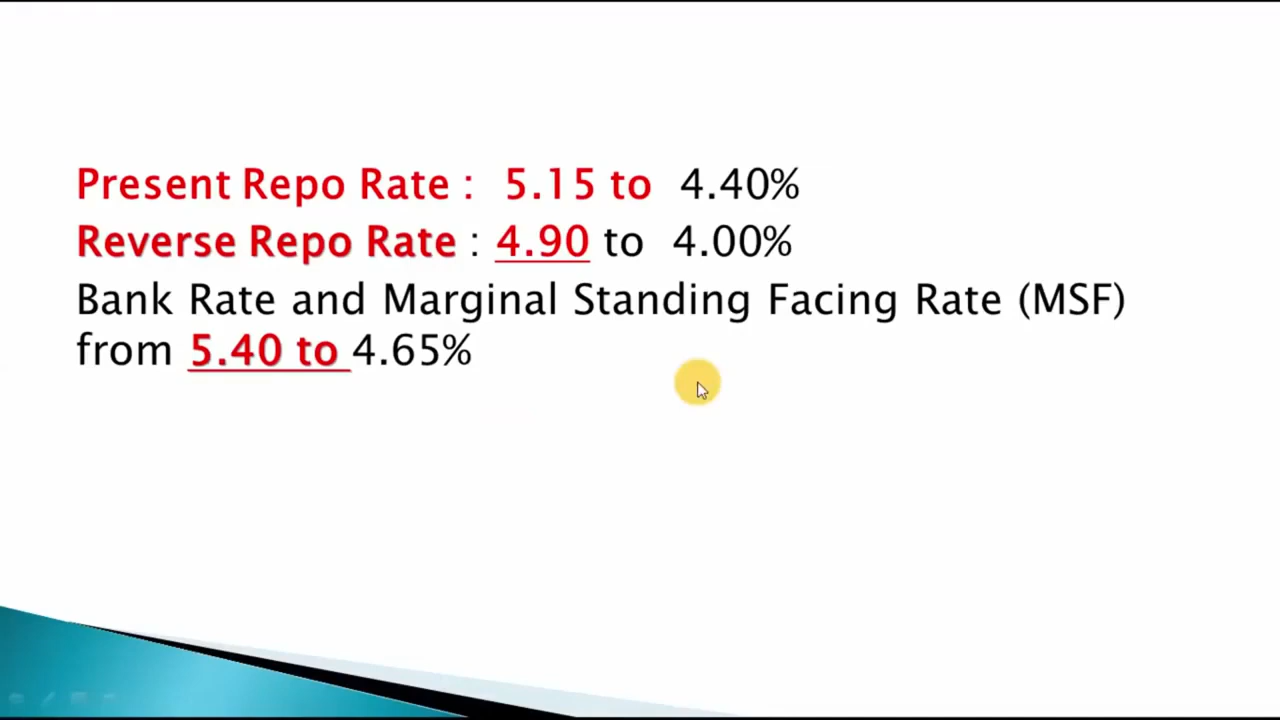 Present Repo Rate : 5.15 to 4.40%
Reverse Repo Rate : 4.90 to 4.00%
Bank Rate and Marginal Standing Facing Rate (MSF)
from 5.40 to 4.65%